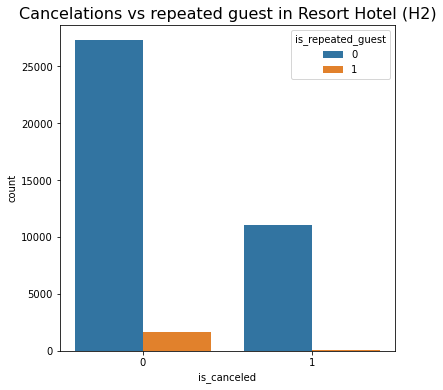 Cancelations vs repeated guest in Resort Hotel (H2)
is_repeated_guest
0
1
25000
20000
15000
10000
5000
0
count
0
1
is_canceled